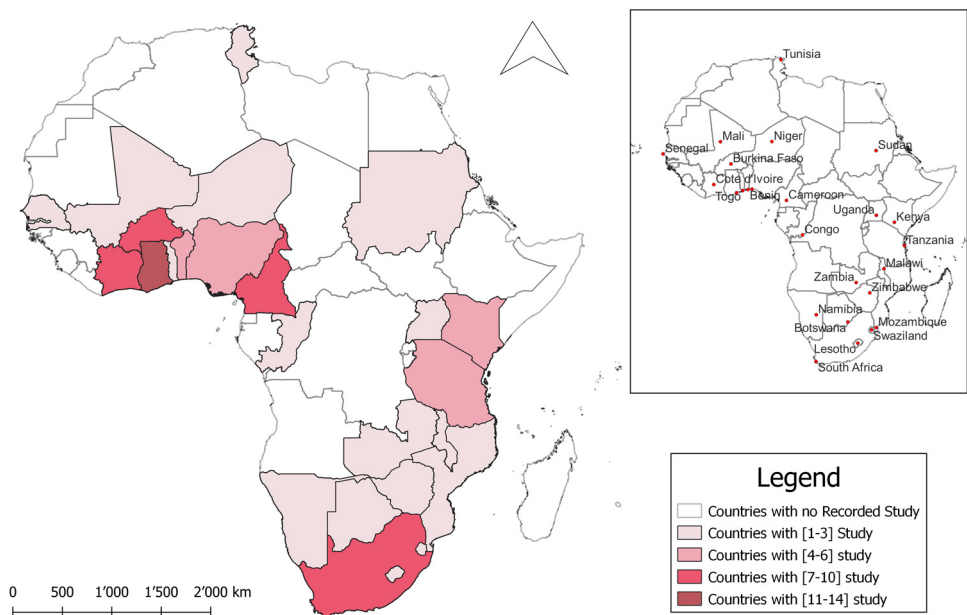 Tunisia
Mali
Niger
Senegal
Sudan
Burkina Faso
Cote d'Ivoire
Togo
Benin
Cameroon
Uganda
Kenya
Congo
Tanzania
Malawi
Zambia
Zimbabwe
Namibia
Botswana
Mozambique
Swaziland
Lesotho
South Africa
Legend
Countries with no Recorded Study
Countries with [1-3] Study
Countries with [4-6] study
Countries with [7-10] study
Countries with [11-14] study
0 500 1'000 1'500 2'000 km